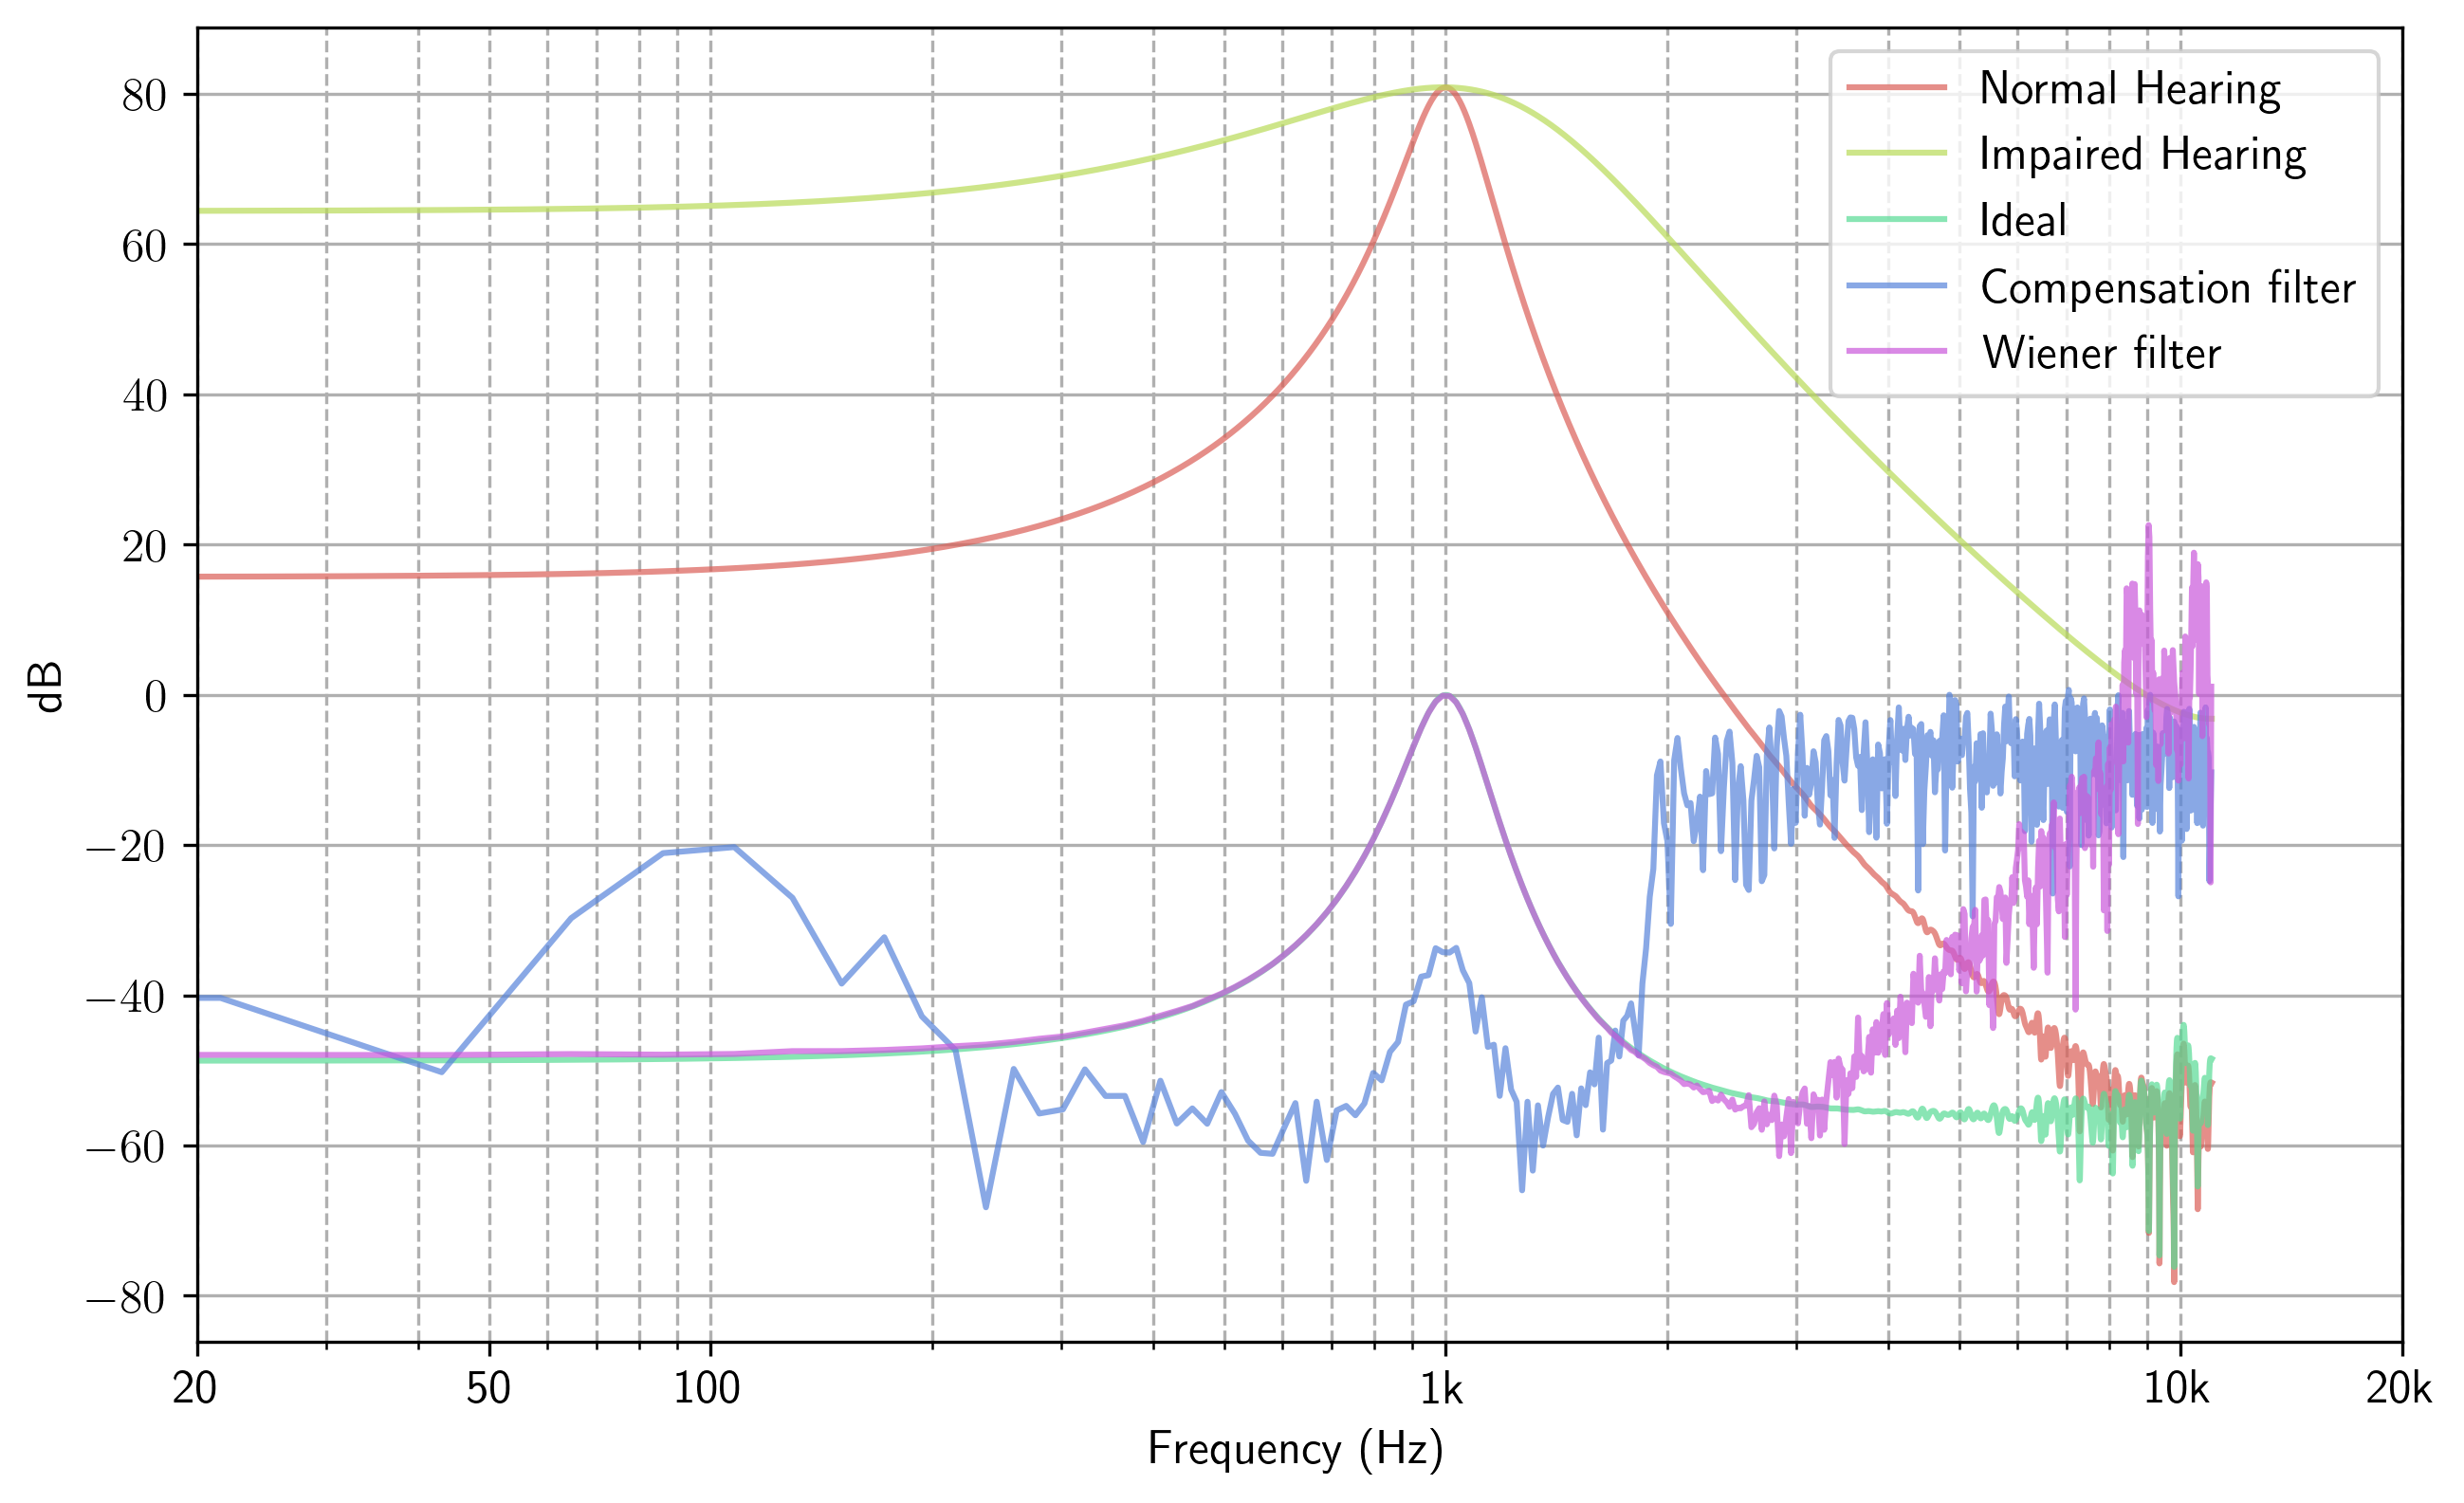 80
60
40
20
0
−20
−40
−60
−80
dB
Normal Hearing
Impaired Hearing
Ideal
Compensation filter
Wiener filter
20 50 100 1k 10k 20k
Frequency (Hz)